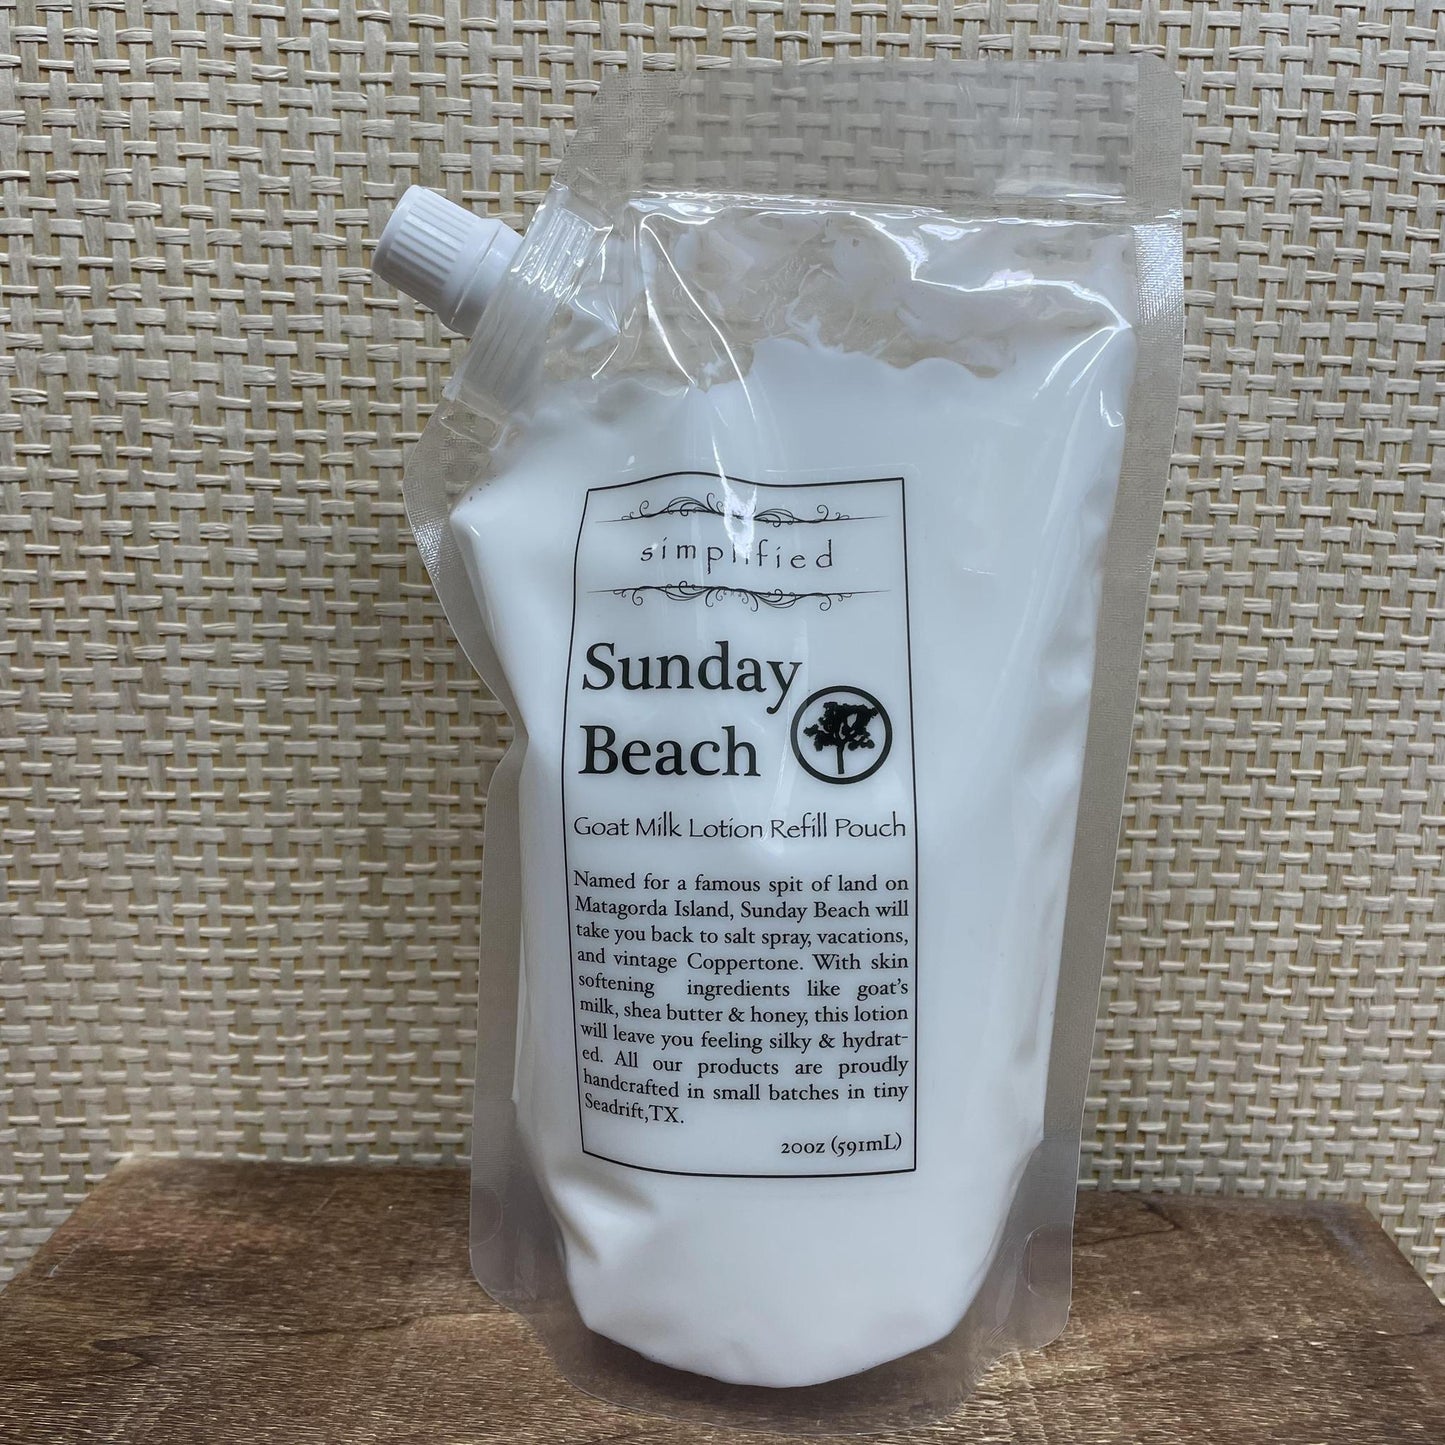 simplified
Sunday
Beach
Goat Milk Lotion Refill Pouch
Named for a famous spit of land on
Matagorda Island, Sunday Beach will
take you back to salt spray, vacations,
and vintage Coppertone. With skin
softening ingredients like goat's
milk, shea butter & honey, this lotion
will leave you feeling silky & hydrat-
ed. All our products are proudly
handcrafted in small batches in tiny
Seadrift,TX.
20oz (591mL)